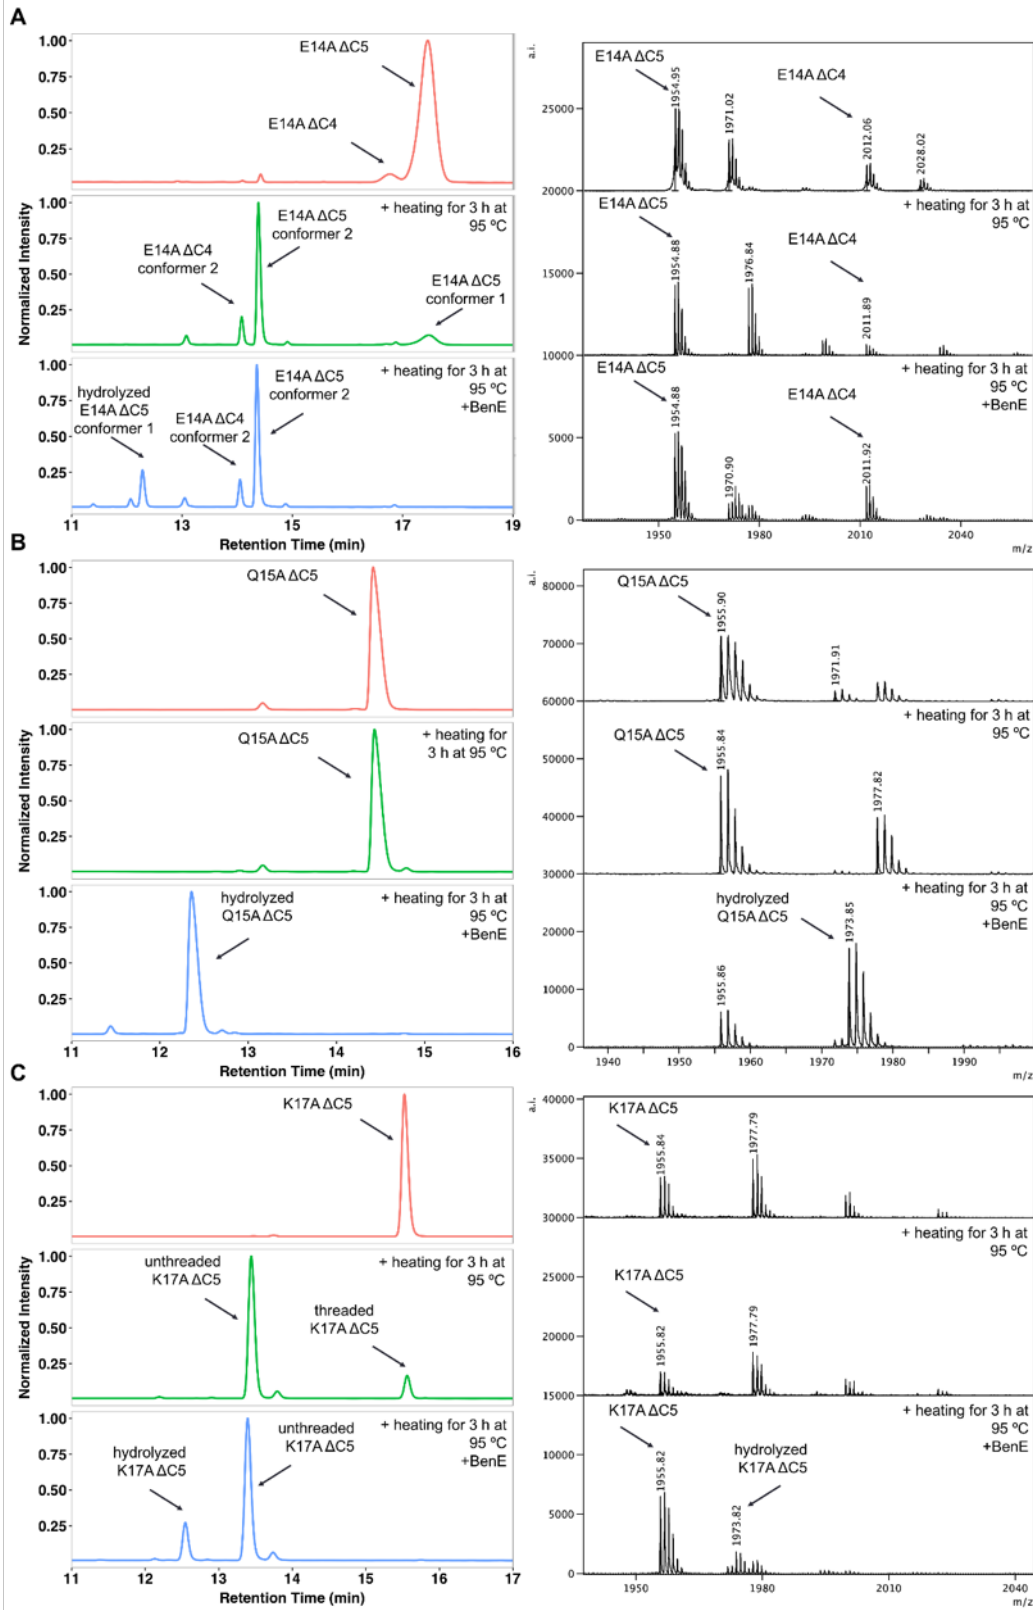 A
1.00
0.75
0.50
0.25
E14A ΔC5
E14A ΔC4
1.00
0.75
0.50
0.25
+ heating for 3 h at
95 ºC
E14A ΔC5
conformer 2
E14A ΔC4
conformer 2
E14A ΔC5
conformer 1
1.00
0.75
0.50
0.25
+ heating for 3 h at
95 °C
+BenE
E14A ΔC5
conformer 2
hydrolyzed
E14A ΔC5
conformer 1
E14A ΔC4
conformer 2
Normalized Intensity
11 13 15 17 19
Retention Time (min)
a.i.
25000
20000
E14A ΔC5
1954.95
1971.02
E14A ΔC4
2012.06
2028.02
15000
10000
+ heating for 3 h at
95 ºC
E14A ΔC5
1954.88
1976.84
E14A ΔC4
2011.89
5000
0
+ heating for 3 h at
95 ºC
+BenE
E14A ΔC5
1954.88
1970.90
E14A ΔC4
2011.92
1950 1980 2010 2040
m/z
B
1.00
0.75
0.50
0.25
Q15A ΔC5
1.00
0.75
0.50
0.25
+ heating for
3 h at 95 ºC
Q15A ΔC5
1.00
0.75
0.50
0.25
+ heating for 3 h at
95 ºC
+BenE
hydrolyzed
Q15A ΔC5
Normalized Intensity
11 12 13 14 15 16
Retention Time (min)
a.i.
80000
70000
60000
Q15A ΔC5
1955.90
1971.91
50000
40000
30000
+ heating for 3 h at
95 ºC
Q15A ΔC5
1955.84
1977.82
20000
10000
0
+ heating for 3 h at
95 ºC
+BenE
hydrolyzed
Q15A ΔC5
1955.86
1973.85
1940 1950 1960 1970 1980 1990
m/z
C
1.00
0.75
0.50
0.25
K17A ΔC5
1.00
0.75
0.50
0.25
+ heating for 3 h at
95 ºC
unthreaded
K17A ΔC5
threaded
K17A ΔC5
1.00
0.75
0.50
0.25
+ heating for 3 h at
95 ºC
+BenE
unthreaded
K17A ΔC5
hydrolyzed
K17A ΔC5
Normalized Intensity
11 12 13 14 15 16 17
Retention Time (min)
a.i.
40000
35000
30000
K17A ΔC5
1955.84
1977.79
25000
20000
15000
+ heating for 3 h at
95 ºC
K17A ΔC5
1955.82
1977.79
10000
5000
0
+ heating for 3 h at
95 ºC
+BenE
K17A ΔC5
1955.82
hydrolyzed
K17A ΔC5
1973.82
1950 1980 2010 2040
m/z